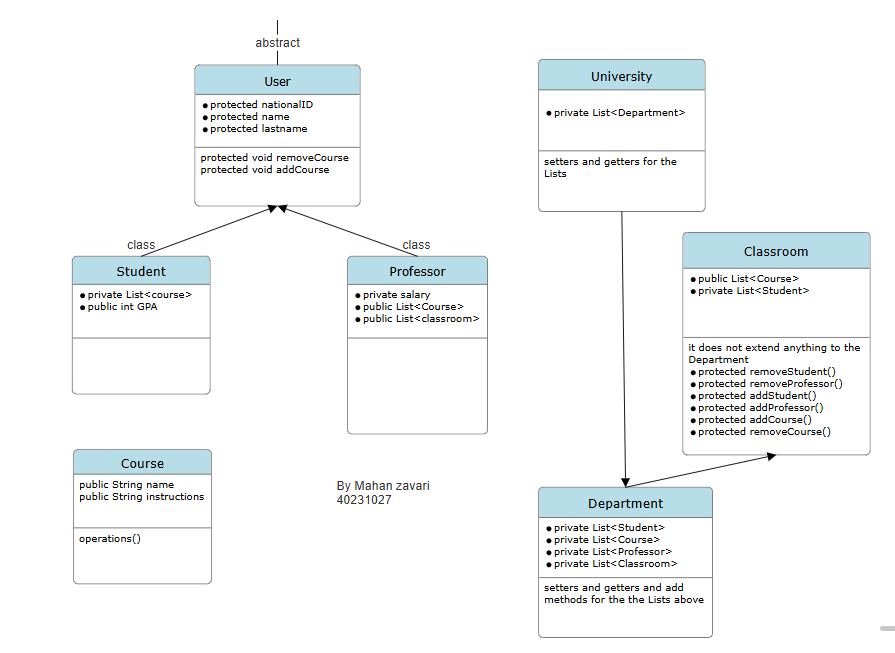 abstract
User
protected nationalID
protected name
protected lastname
protected void removeCourse
protected void addCourse
University
private List<Department>
setters and getters for the
Lists
class
Student
private List<course>
public int GPA
class
Professor
private salary
public List<Course>
public List<classroom>
Classroom
public List<Course>
private List<Student>
it does not extend anything to the
Department
protected removeStudent()
protected removeProfessor()
protected addStudent()
protected addProfessor()
protected addCourse()
protected removeCourse()
Course
public String name
public String instructions
operations()
By Mahan zavari
40231027
Department
private List<Student>
private List<Course>
private List<Professor>
private List<Classroom>
setters and getters and add
methods for the the Lists above